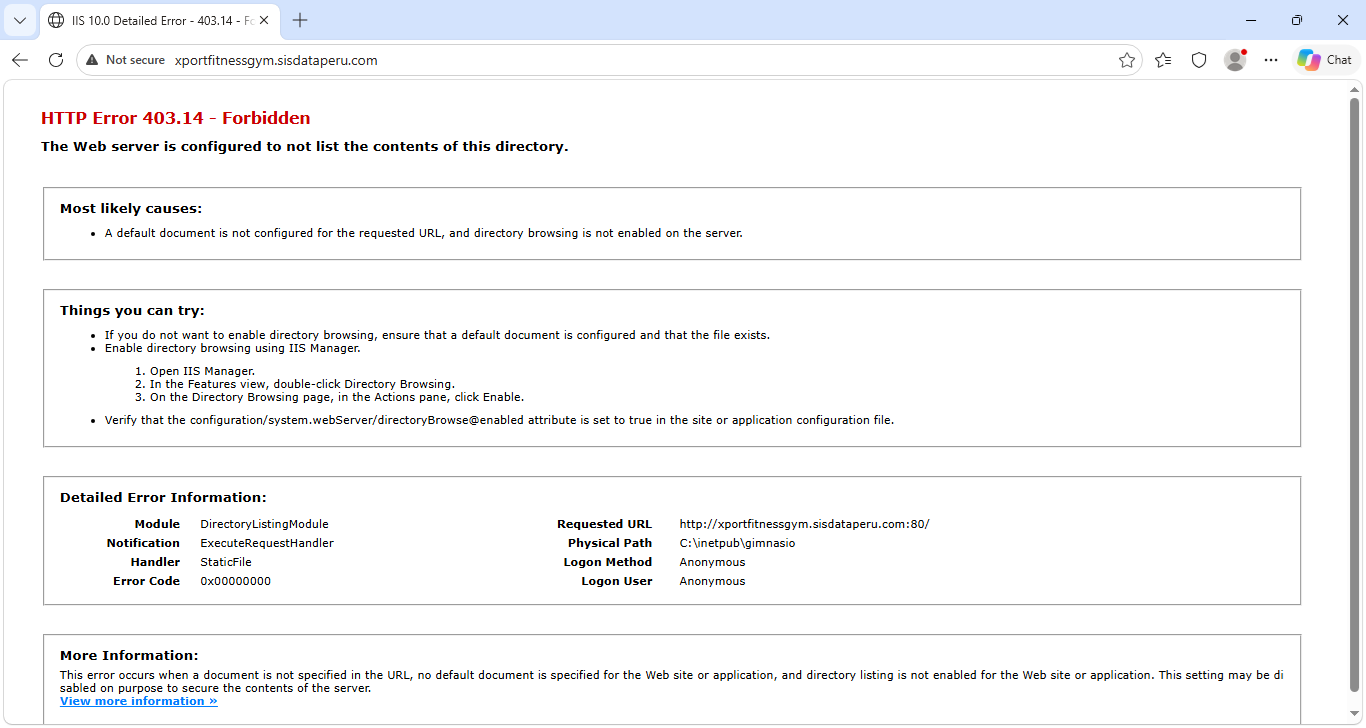 IIS 10.0 Detailed Error - 403.14 - Fo
Not secure xportfitnessgym.sisdataperu.com
Chat
HTTP Error 403.14 - Forbidden
The Web server is configured to not list the contents of this directory.
Most likely causes:
• A default document is not configured for the requested URL, and directory browsing is not enabled on the server.
Things you can try:
• If you do not want to enable directory browsing, ensure that a default document is configured and that the file exists.
• Enable directory browsing using IIS Manager.
1. Open IIS Manager.
2. In the Features view, double-click Directory Browsing.
3. On the Directory Browsing page, in the Actions pane, click Enable.
• Verify that the configuration/system.webServer/directoryBrowse@enabled attribute is set to true in the site or application configuration file.
Detailed Error Information:
Module DirectoryListingModule
Notification ExecuteRequestHandler
Handler StaticFile
Error Code 0x00000000
Requested URL http://xportfitnessgym.sisdataperu.com:80/
Physical Path C:\inetpub\gimnasio
Logon Method Anonymous
Logon User Anonymous
More Information:
This error occurs when a document is not specified in the URL, no default document is specified for the Web site or application, and directory listing is not enabled for the Web site or application. This setting may be di
sabled on purpose to secure the contents of the server.
View more information »